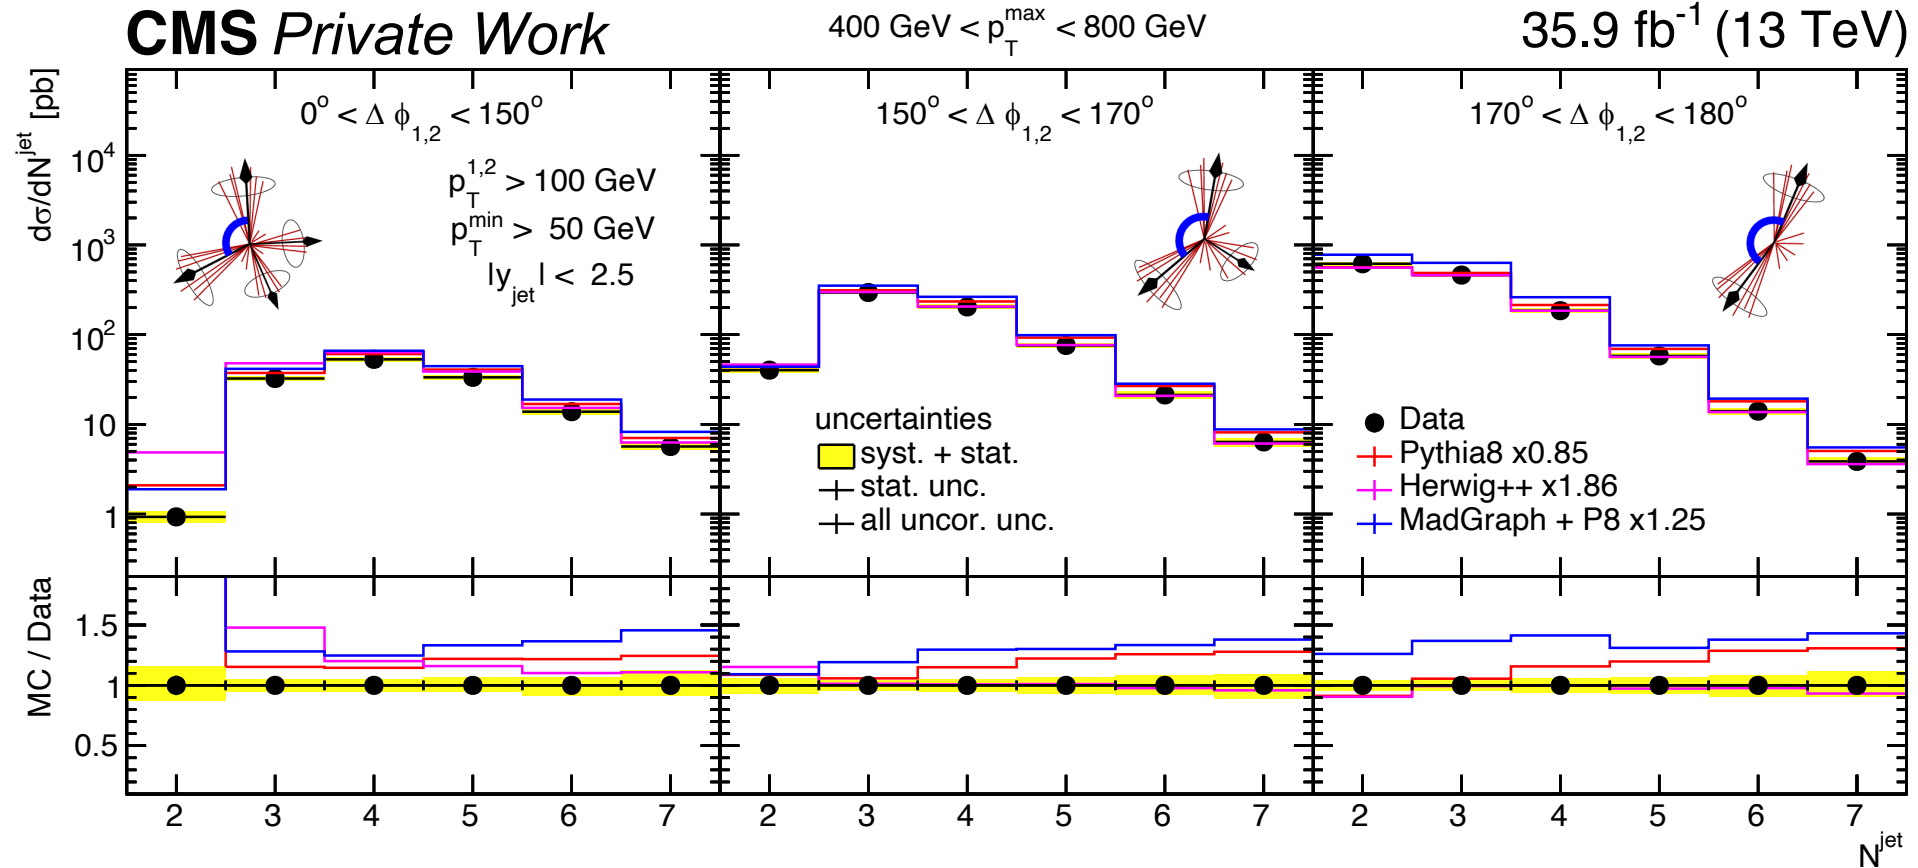 CMS Private Work
400 GeV < p_T^max < 800 GeV
35.9 fb^-1 (13 TeV)
dσ/dN^jet [pb]
10^4
10^3
10^2
10
1
0° < Δ ϕ_1,2 < 150°
p_T^1,2 > 100 GeV
p_T^min > 50 GeV
|y_jet| < 2.5
150° < Δ ϕ_1,2 < 170°
uncertainties
syst. + stat.
stat. unc.
all uncor. unc.
170° < Δ ϕ_1,2 < 180°
Data
Pythia8 x0.85
Herwig++ x1.86
MadGraph + P8 x1.25
MC / Data
1.5
1
0.5
2 3 4 5 6 7 2 3 4 5 6 7 2 3 4 5 6 7
N^jet